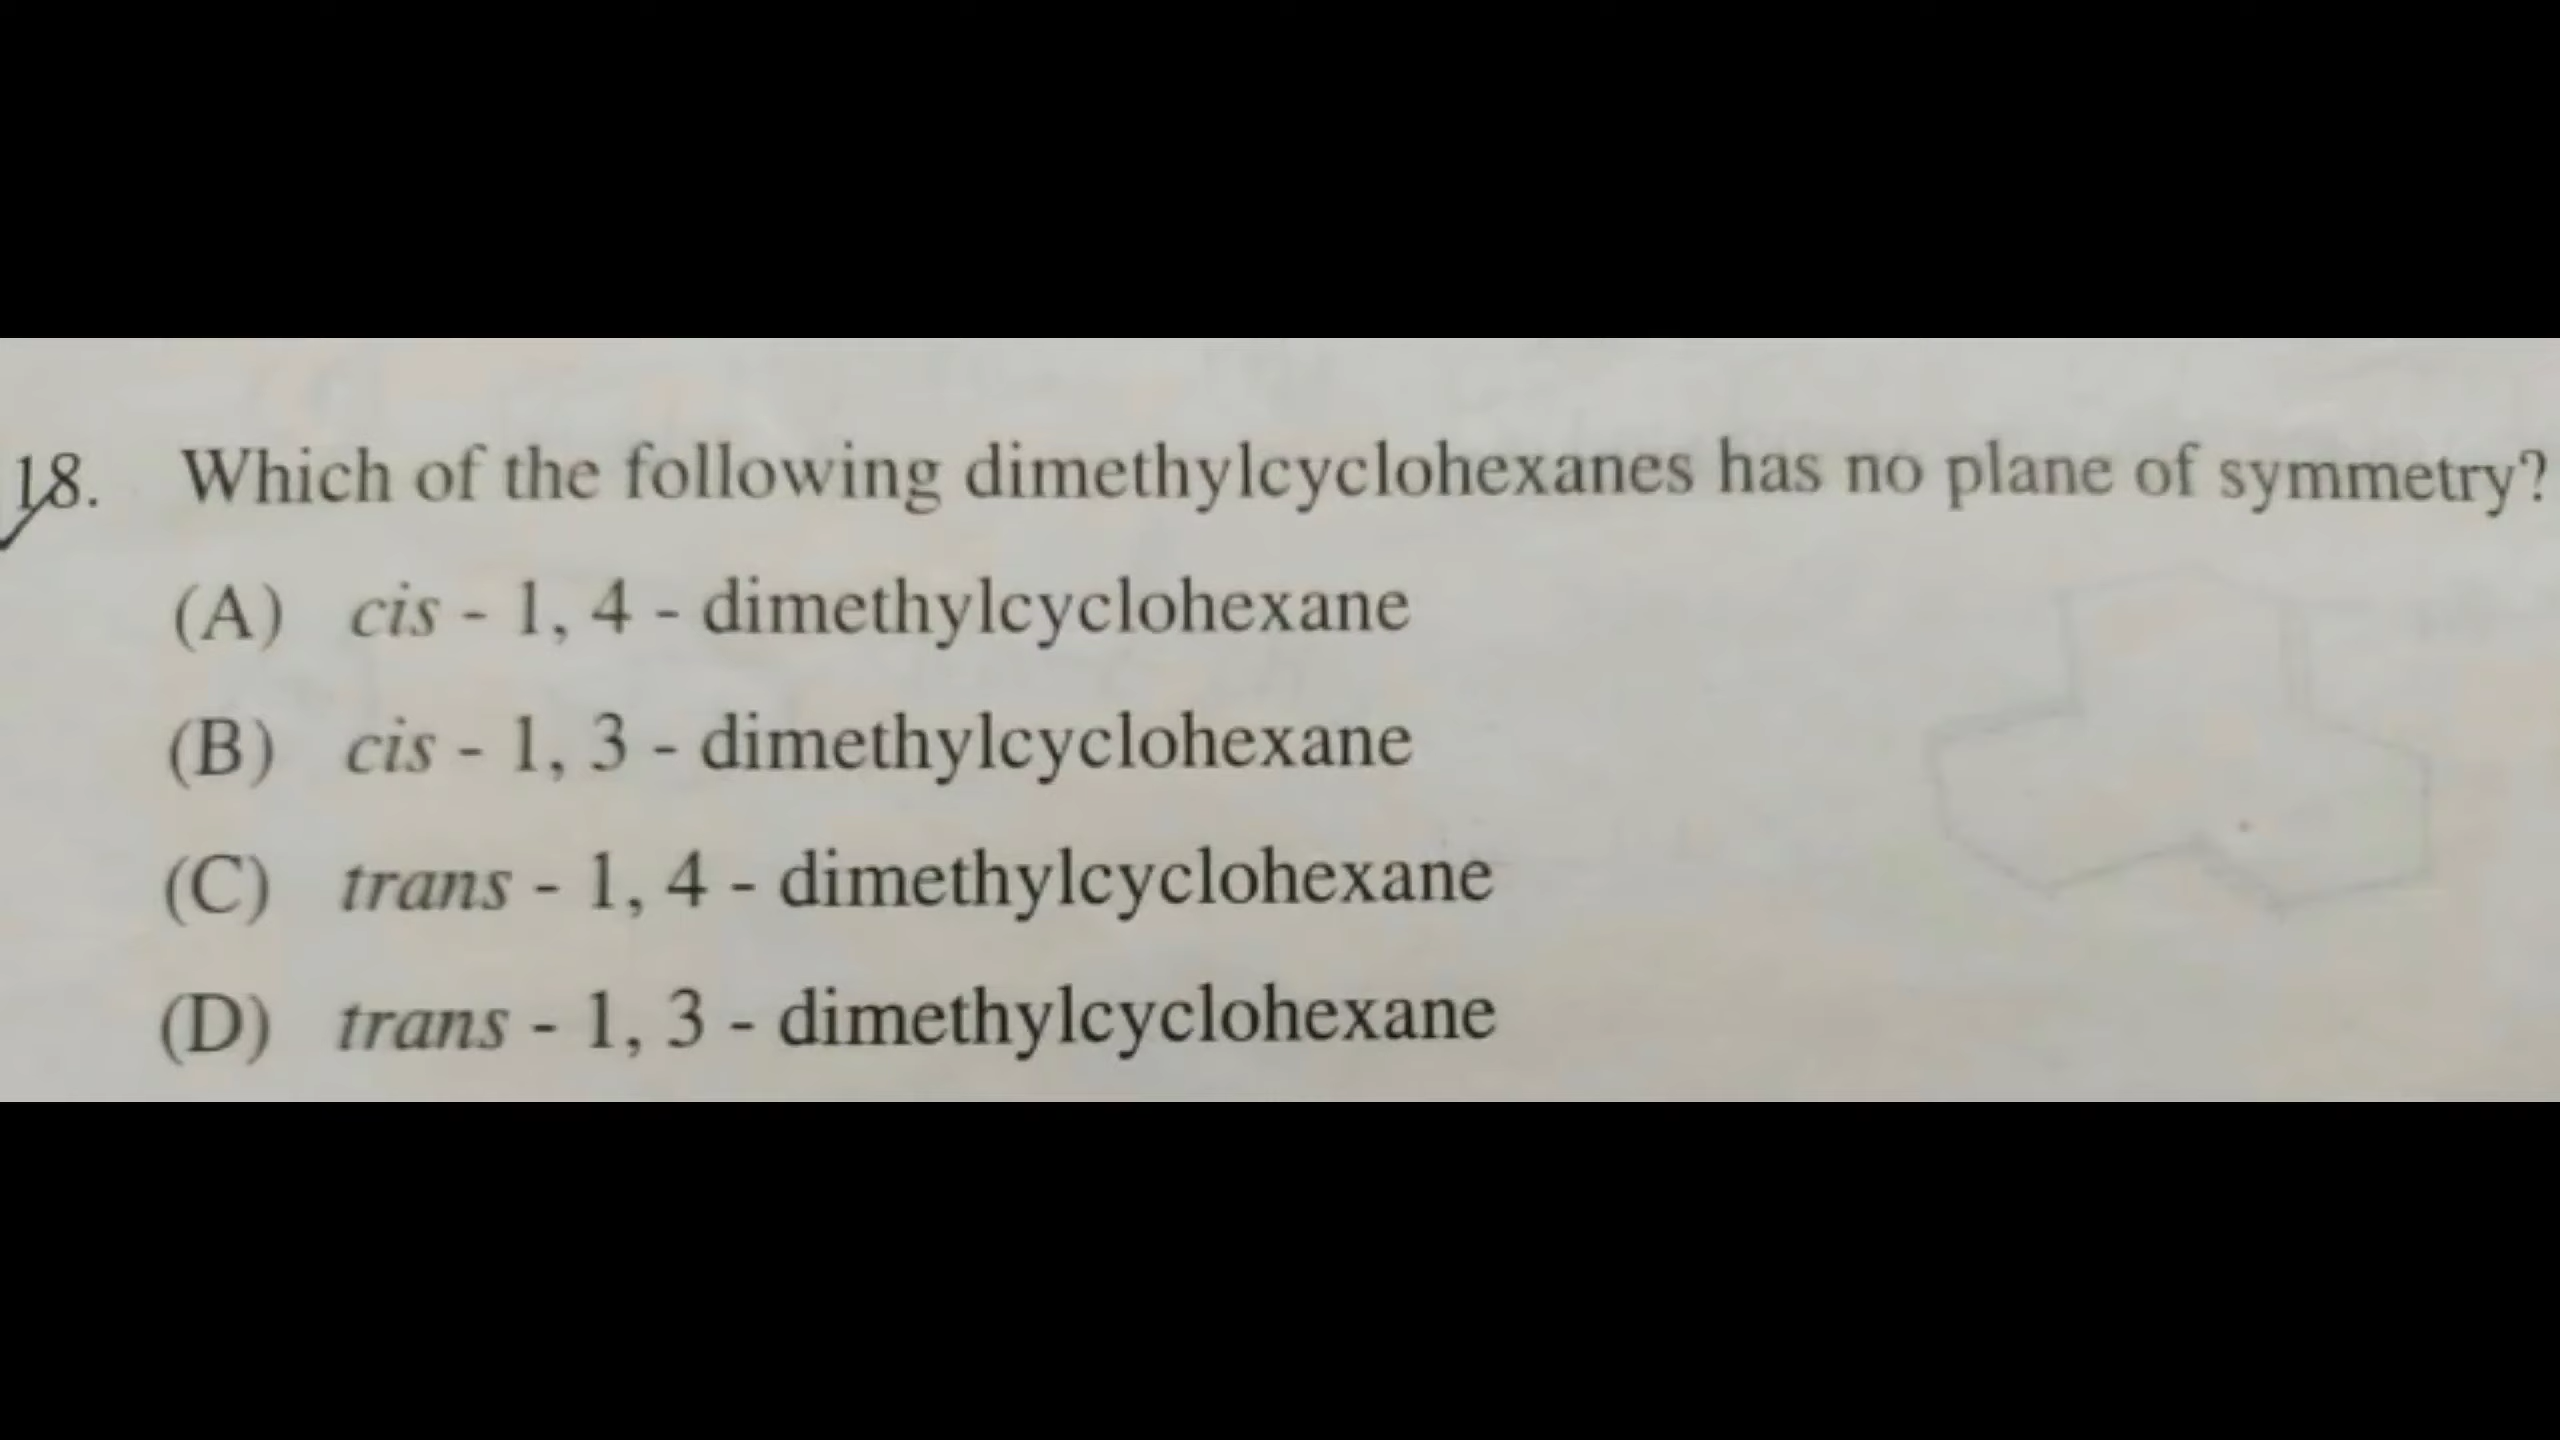 18. Which of the following dimethylcyclohexanes has no plane of symmetry?
(A) cis - 1, 4 - dimethylcyclohexane
(B) cis - 1, 3 - dimethylcyclohexane
(C) trans - 1, 4 - dimethylcyclohexane
(D) trans - 1, 3 - dimethylcyclohexane